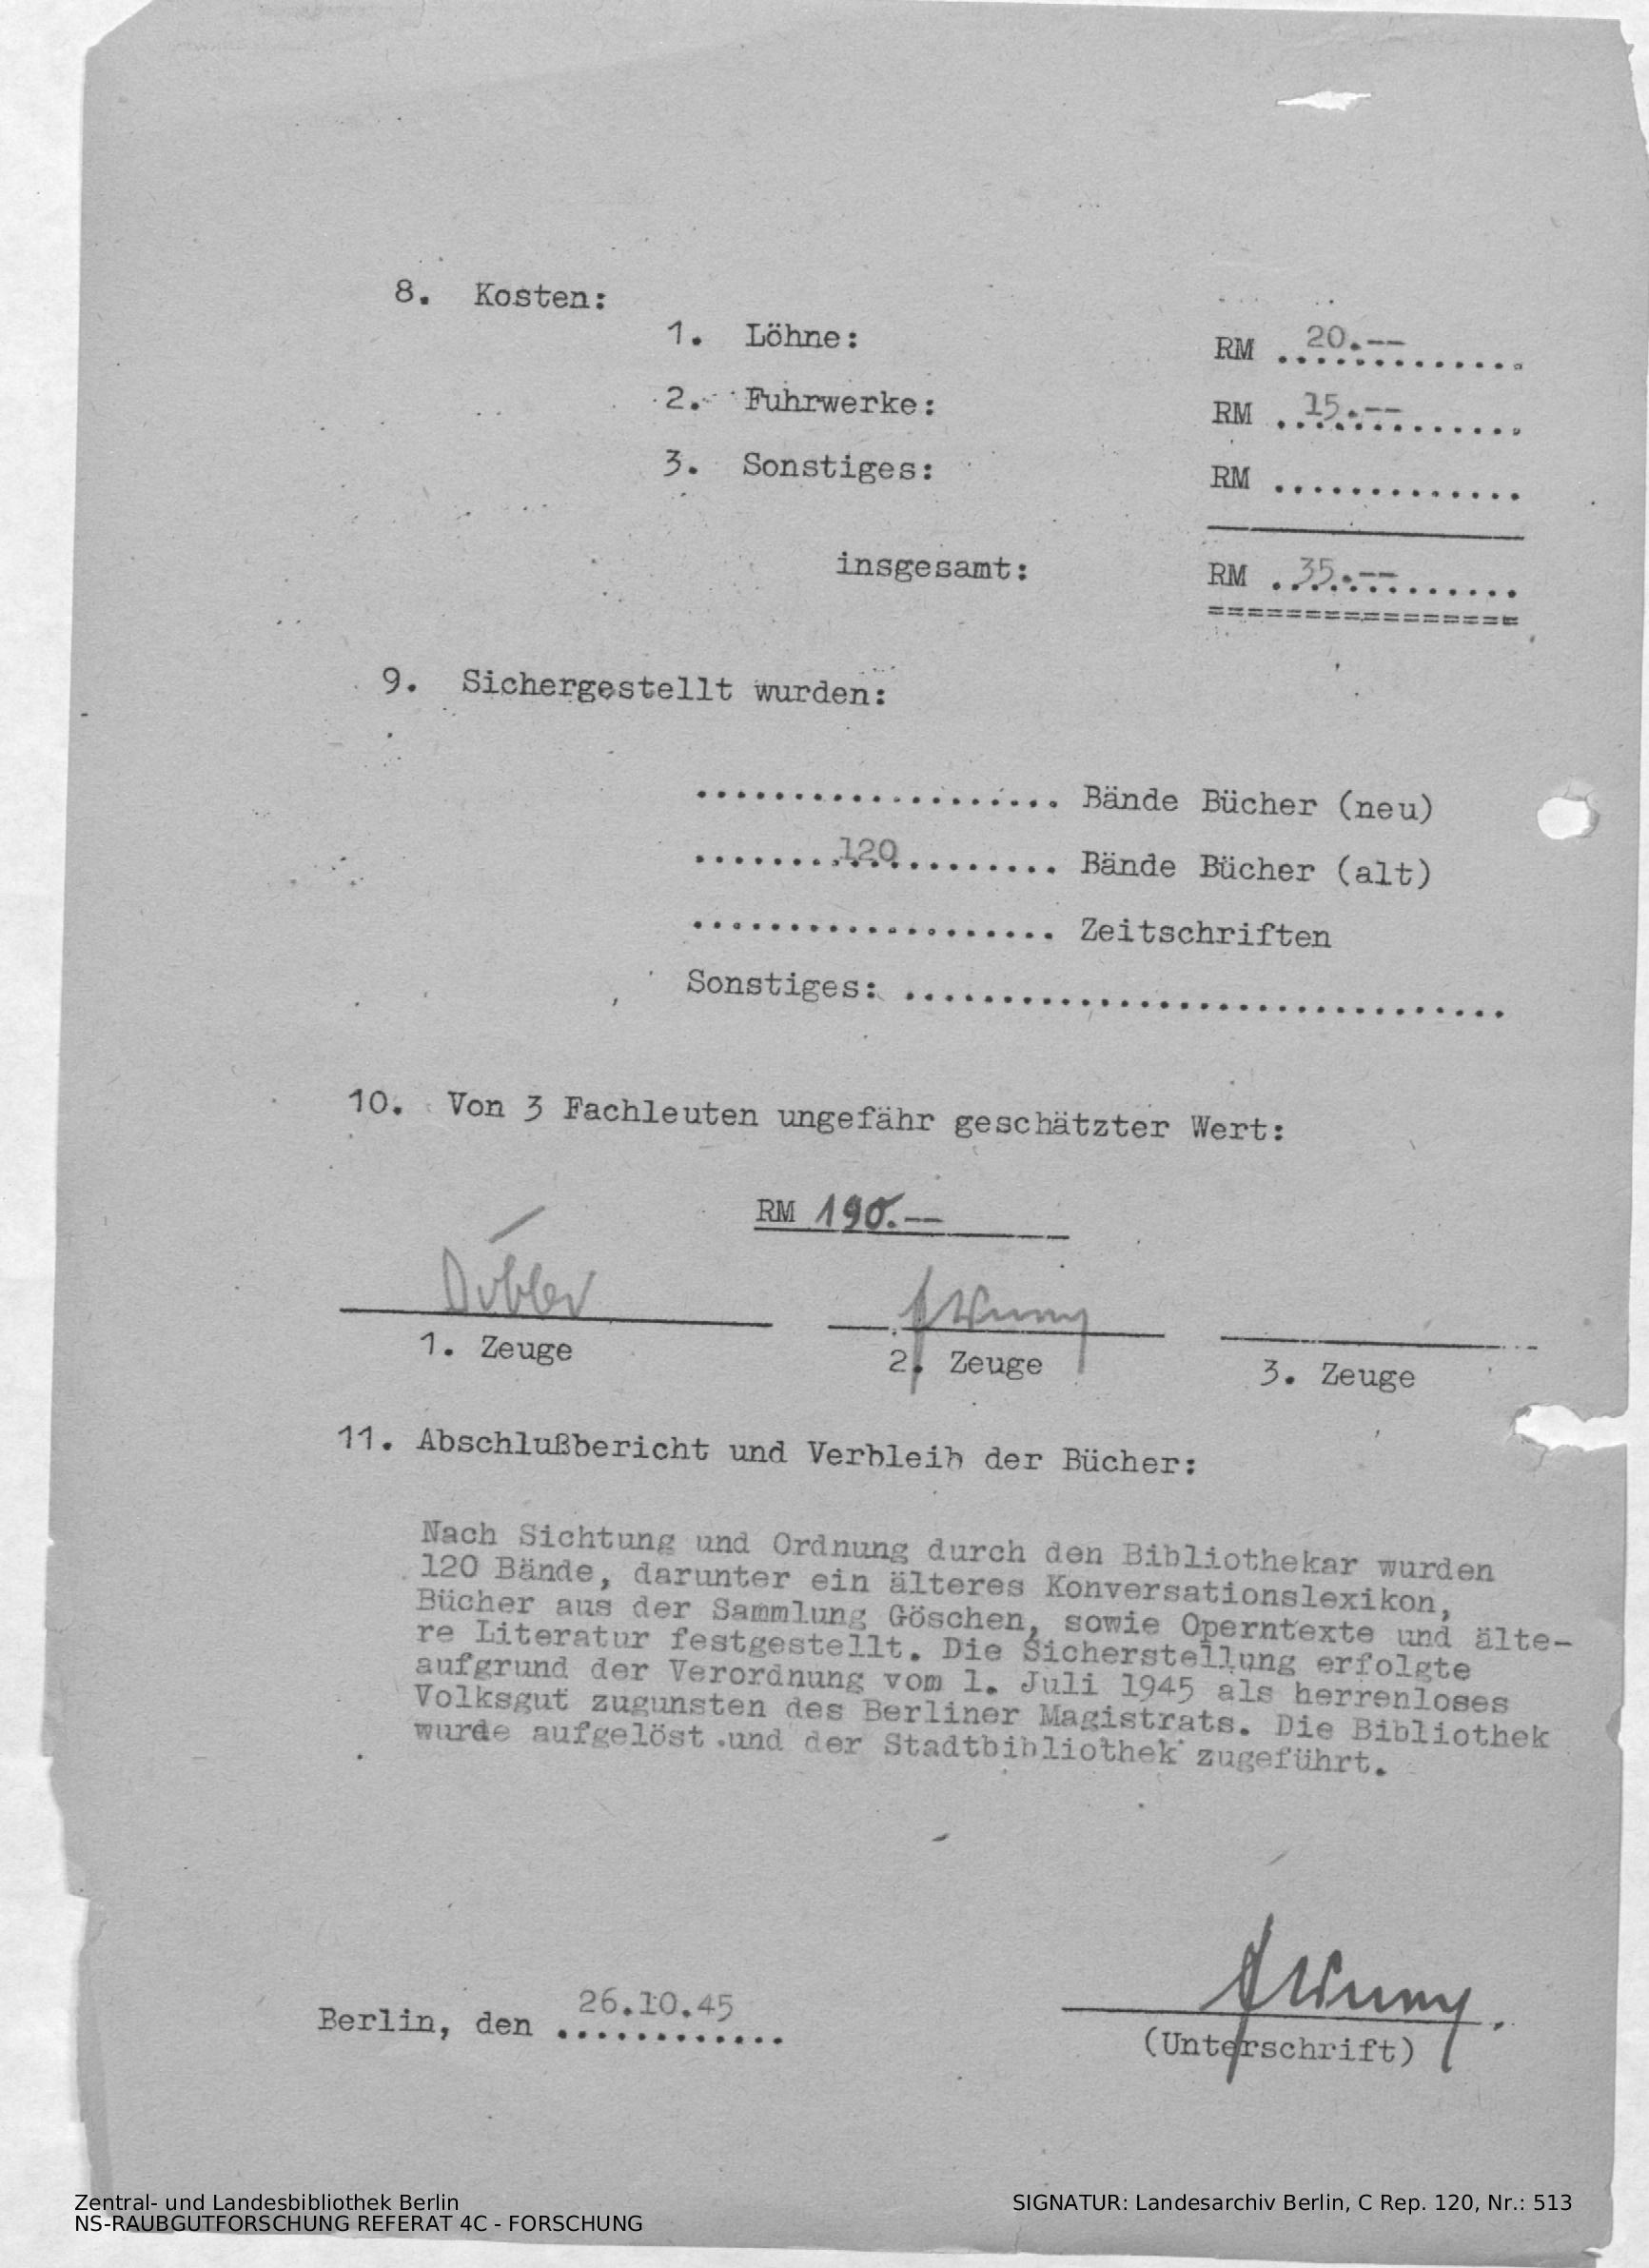 8. Kosten:
1. Löhne: RM 20.--
2. Fuhrwerke: RM 15.--
3. Sonstiges: RM .............
insgesamt: RM 35.--
================
9. Sichergestellt wurden:
................... Bände Bücher (neu)
........120........ Bände Bücher (alt)
................... Zeitschriften
Sonstiges: ...............................
10. Von 3 Fachleuten ungefähr geschätzter Wert:
RM 190.--
1. Zeuge 2. Zeuge 3. Zeuge
11. Abschlußbericht und Verbleib der Bücher:
Nach Sichtung und Ordnung durch den Bibliothekar wurden
120 Bände, darunter ein älteres Konversationslexikon,
Bücher aus der Sammlung Göschen, sowie Operntexte und älte-
re Literatur festgestellt. Die Sicherstellung erfolgte
aufgrund der Verordnung vom 1. Juli 1945 als herrenloses
Volksgut zugunsten des Berliner Magistrats. Die Bibliothek
wurde aufgelöst und der Stadtbibliothek zugeführt.
Berlin, den 26.10.45
(Unterschrift)
Zentral- und Landesbibliothek Berlin
NS-RAUBGUTFORSCHUNG REFERAT 4C - FORSCHUNG
SIGNATUR: Landesarchiv Berlin, C Rep. 120, Nr.: 513